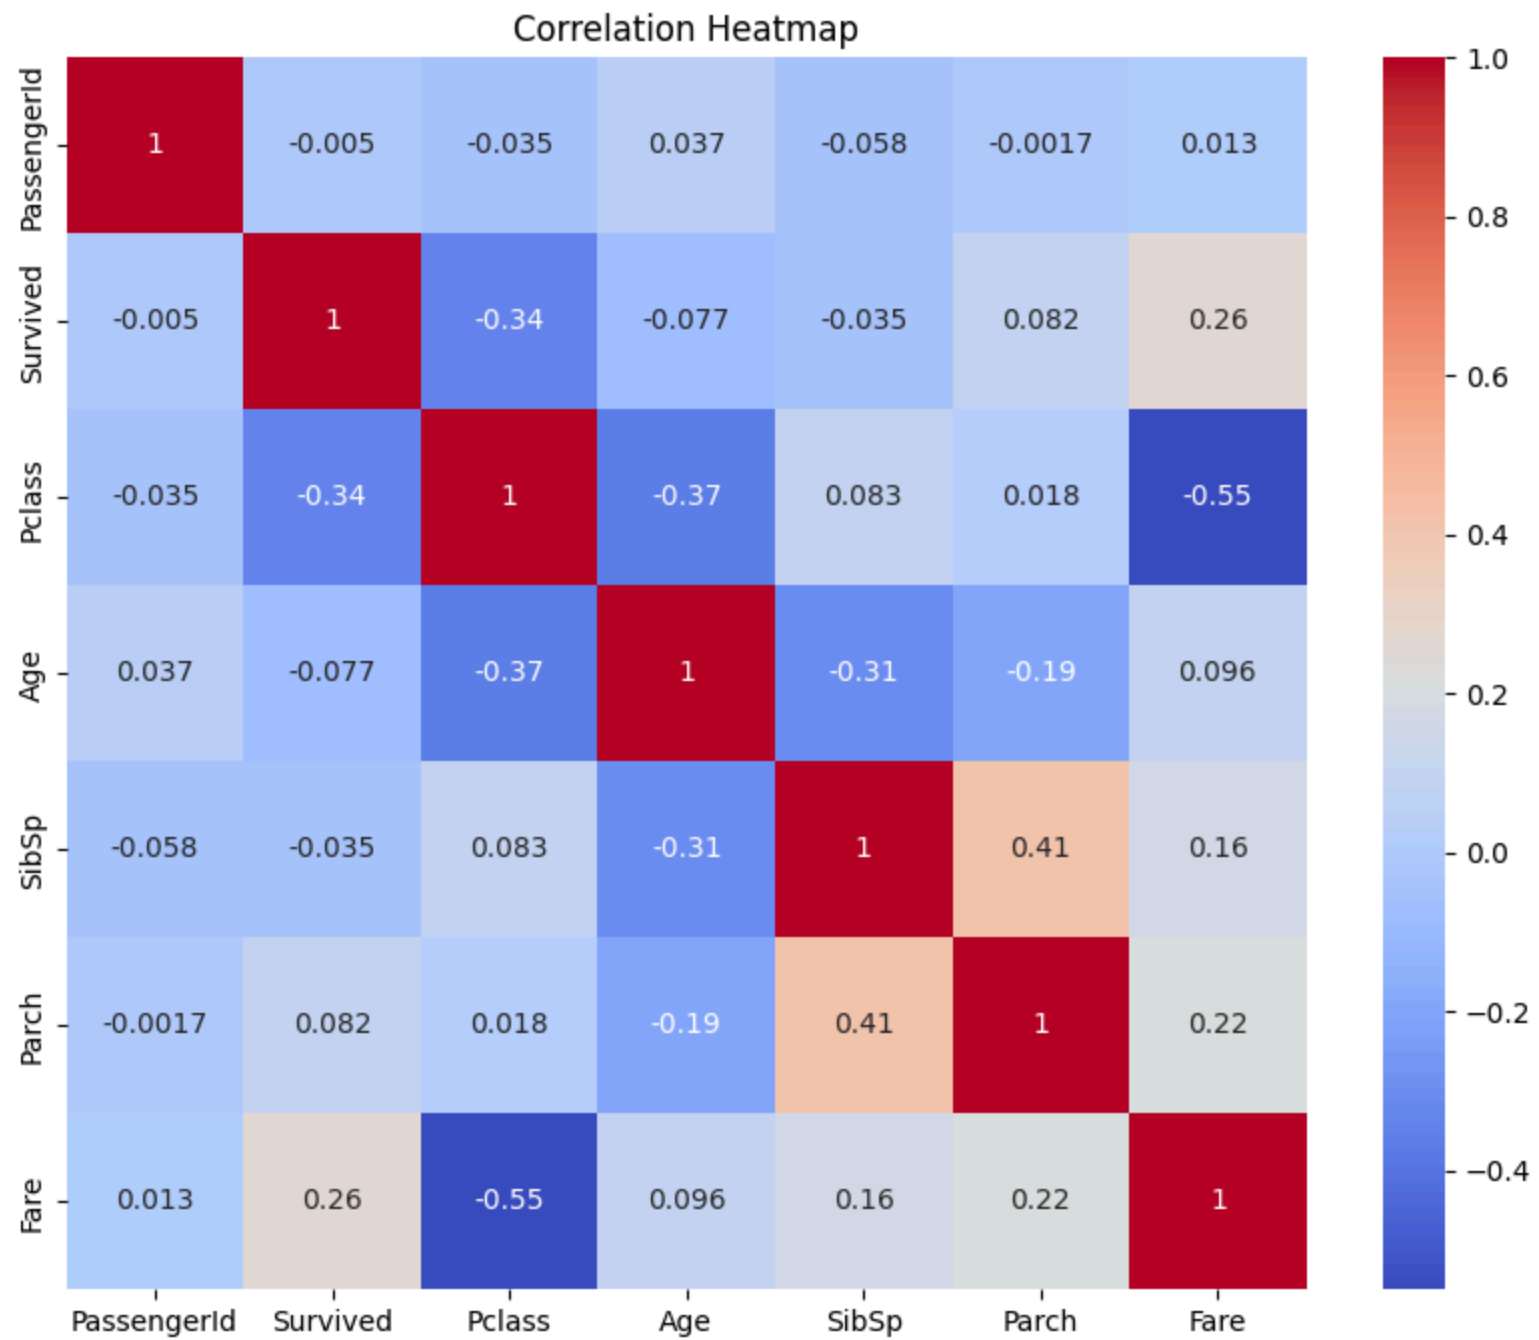 Correlation Heatmap
PassengerId 1 -0.005 -0.035 0.037 -0.058 -0.0017 0.013
Survived -0.005 1 -0.34 -0.077 -0.035 0.082 0.26
Pclass -0.035 -0.34 1 -0.37 0.083 0.018 -0.55
Age 0.037 -0.077 -0.37 1 -0.31 -0.19 0.096
SibSp -0.058 -0.035 0.083 -0.31 1 0.41 0.16
Parch -0.0017 0.082 0.018 -0.19 0.41 1 0.22
Fare 0.013 0.26 -0.55 0.096 0.16 0.22 1
PassengerId Survived Pclass Age SibSp Parch Fare
1.0
0.8
0.6
0.4
0.2
0.0
−0.2
−0.4